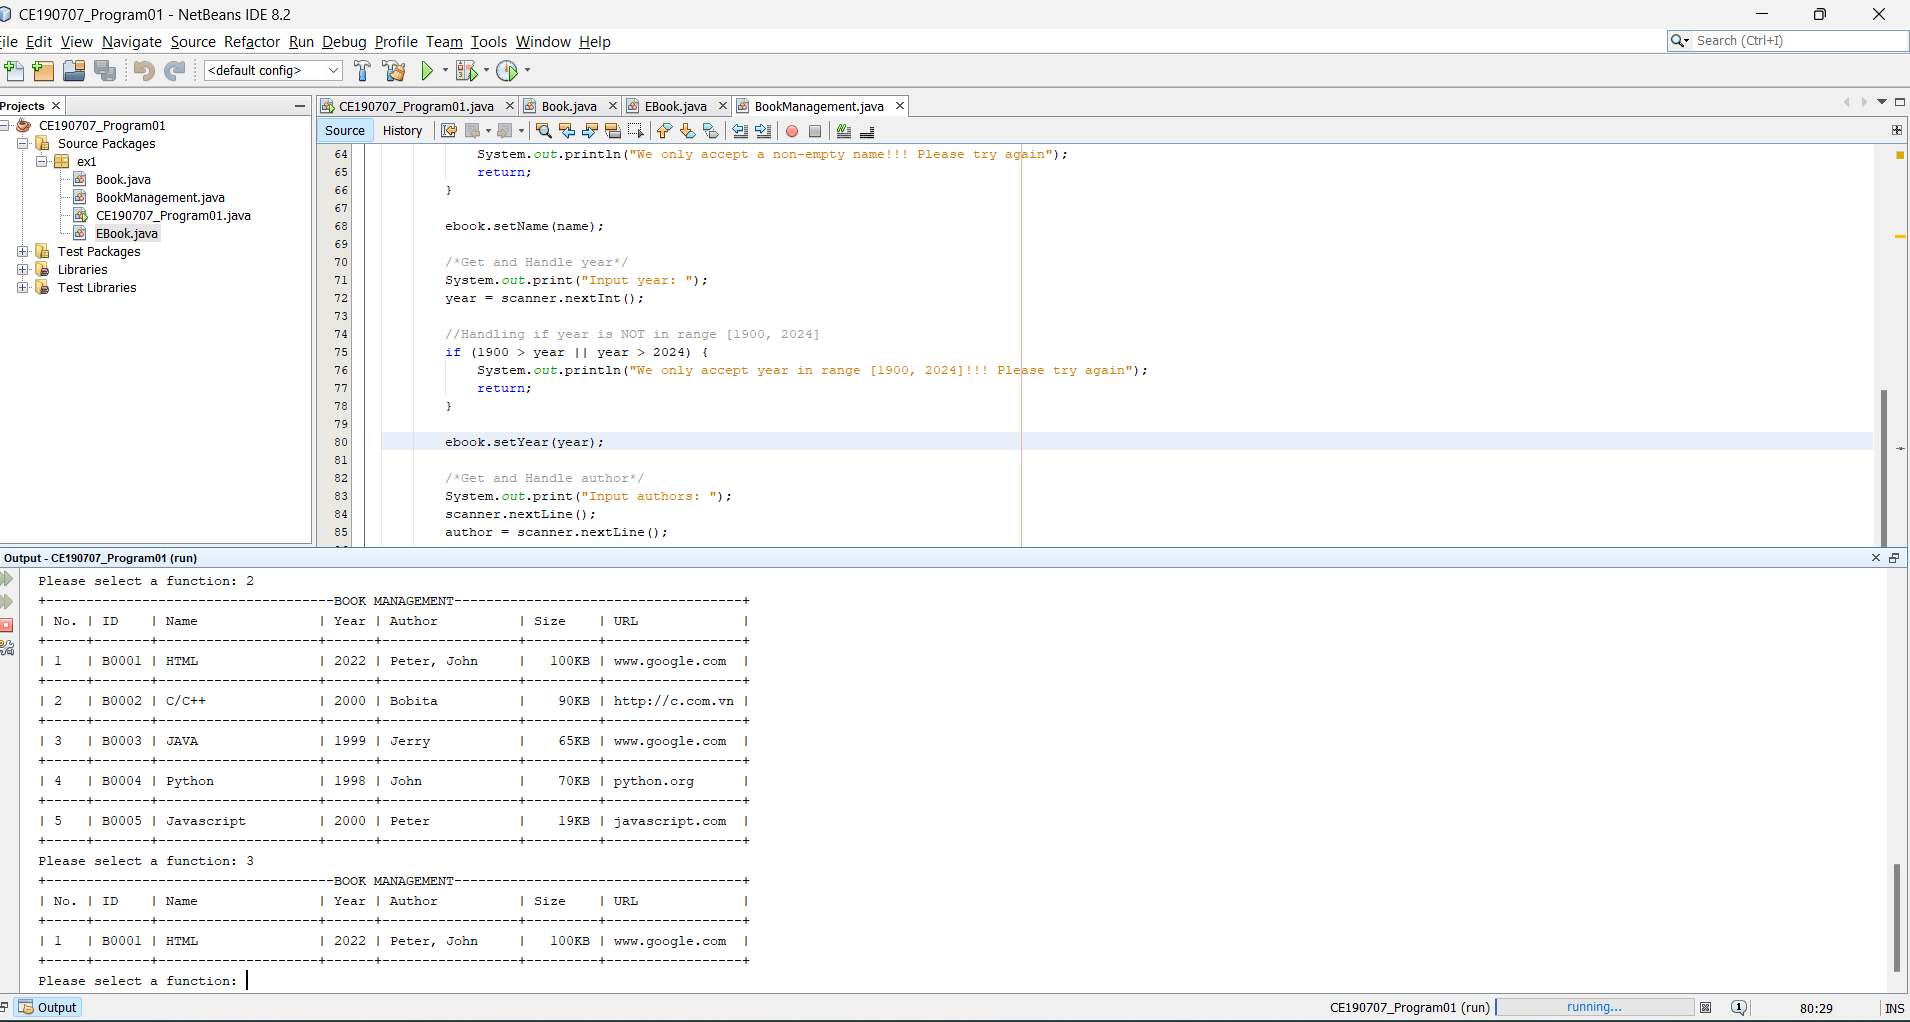 CE190707_Program01 - NetBeans IDE 8.2
ile Edit View Navigate Source Refactor Run Debug Profile Team Tools Window Help
Search (Ctrl+I)
<default config>
Projects
CE190707_Program01
Source Packages
ex1
Book.java
BookManagement.java
CE190707_Program01.java
EBook.java
Test Packages
Libraries
Test Libraries
CE190707_Program01.java Book.java EBook.java BookManagement.java
Source History
64 System.out.println("We only accept a non-empty name!!! Please try again");
65 return;
66 }
67
68 ebook.setName(name);
69
70 /*Get and Handle year*/
71 System.out.print("Input year: ");
72 year = scanner.nextInt();
73
74 //Handling if year is NOT in range [1900, 2024]
75 if (1900 > year || year > 2024) {
76 System.out.println("We only accept year in range [1900, 2024]!!! Please try again");
77 return;
78 }
79
80 ebook.setYear(year);
81
82 /*Get and Handle author*/
83 System.out.print("Input authors: ");
84 scanner.nextLine();
85 author = scanner.nextLine();
Output - CE190707_Program01 (run)
Please select a function: 2
+------------------------------------BOOK MANAGEMENT------------------------------------+
| No. | ID | Name | Year | Author | Size | URL |
+-----+-------+--------------------+------+-----------------+---------+-----------------+
| 1 | B0001 | HTML | 2022 | Peter, John | 100KB | www.google.com |
+-----+-------+--------------------+------+-----------------+---------+-----------------+
| 2 | B0002 | C/C++ | 2000 | Bobita | 90KB | http://c.com.vn |
+-----+-------+--------------------+------+-----------------+---------+-----------------+
| 3 | B0003 | JAVA | 1999 | Jerry | 65KB | www.google.com |
+-----+-------+--------------------+------+-----------------+---------+-----------------+
| 4 | B0004 | Python | 1998 | John | 70KB | python.org |
+-----+-------+--------------------+------+-----------------+---------+-----------------+
| 5 | B0005 | Javascript | 2000 | Peter | 19KB | javascript.com |
+-----+-------+--------------------+------+-----------------+---------+-----------------+
Please select a function: 3
+------------------------------------BOOK MANAGEMENT------------------------------------+
| No. | ID | Name | Year | Author | Size | URL |
+-----+-------+--------------------+------+-----------------+---------+-----------------+
| 1 | B0001 | HTML | 2022 | Peter, John | 100KB | www.google.com |
+-----+-------+--------------------+------+-----------------+---------+-----------------+
Please select a function:
Output
CE190707_Program01 (run) running... 1 80:29 INS